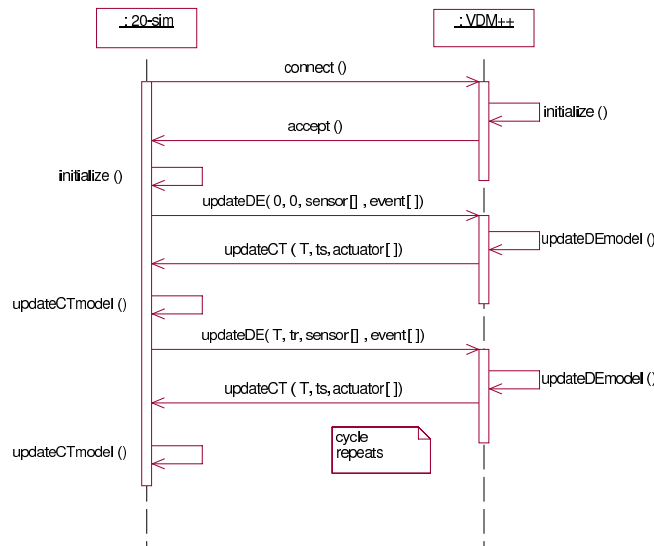 : 20-sim
: VDM++
connect ()
initialize ()
accept ()
initialize ()
updateDE( 0, 0, sensor[] , event[ ])
updateDEmodel()
updateCT ( T, ts, actuator[ ])
updateCTmodel ()
updateDE( T, tr, sensor[] , event[ ])
updateDEmodel()
updateCT ( T, ts, actuator[ ])
cycle
repeats
updateCTmodel ()